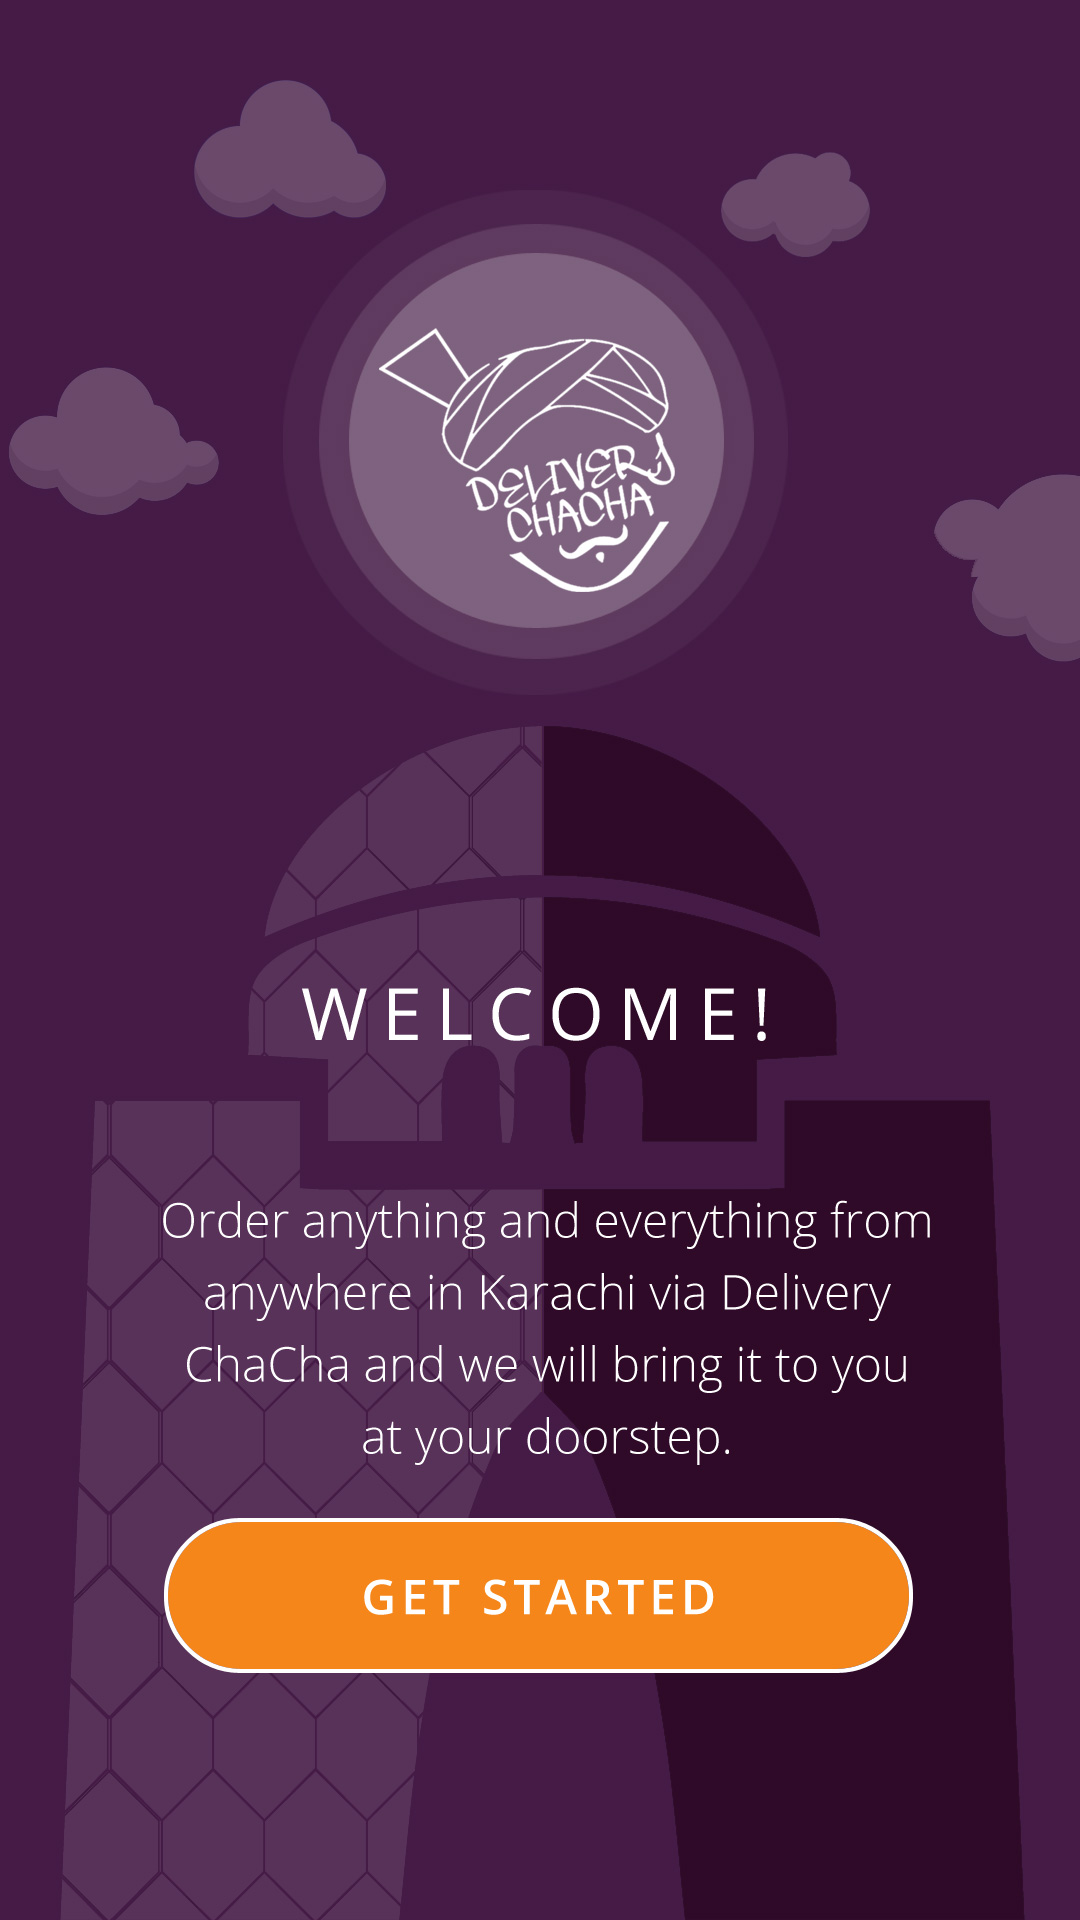 DELIVERY
CHACHA
WELCOME!
Order anything and everything from
anywhere in Karachi via Delivery
ChaCha and we will bring it to you
at your doorstep.
GET STARTED